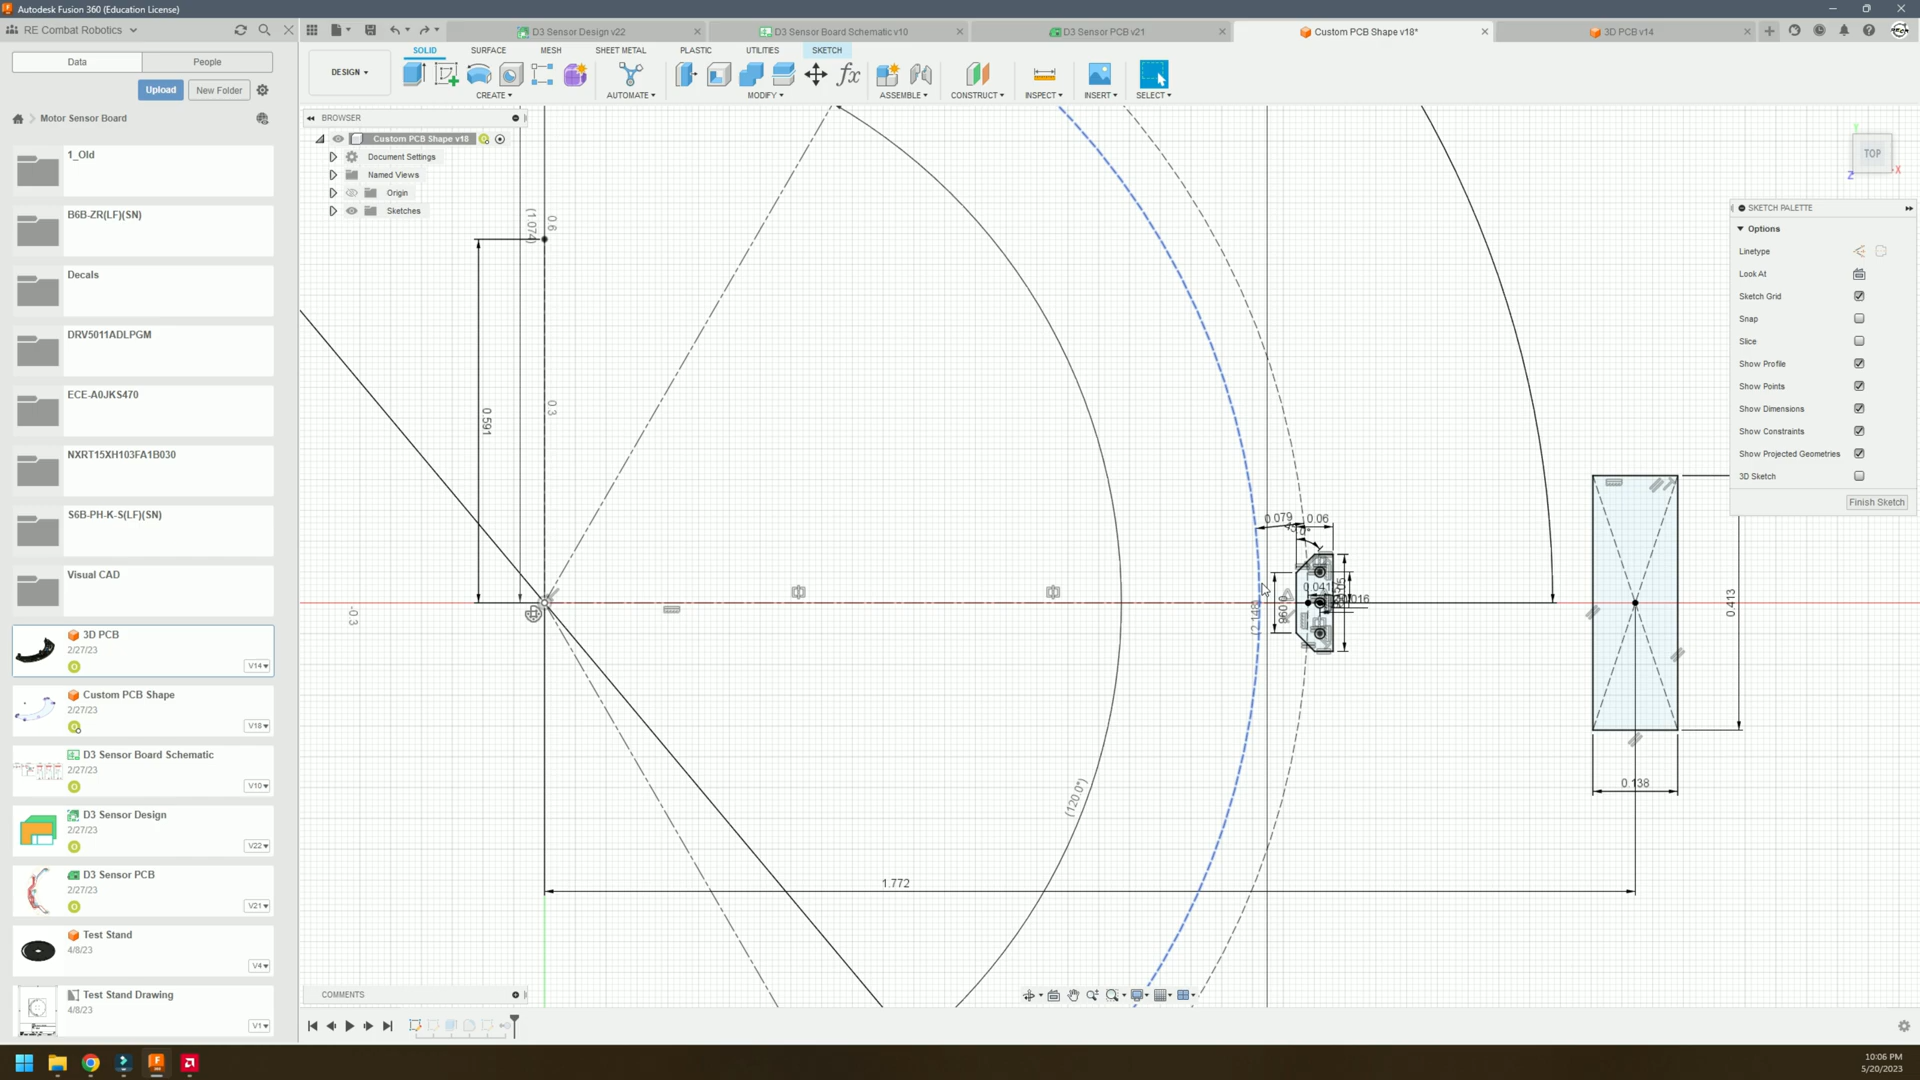 Autodesk Fusion 360 (Education License)
RE Combat Robotics
D3 Sensor Design v22
D3 Sensor Board Schematic v10
D3 Sensor PCB v21
Custom PCB Shape v18*
3D PCB v14
Data
People
Upload
New Folder
Motor Sensor Board
1_Old
B6B-ZR(LF)(SN)
Decals
DRV5011ADLPGM
ECE-A0JKS470
NXRT15XH103FA1B030
S6B-PH-K-S(LF)(SN)
Visual CAD
3D PCB
2/27/23
V14
Custom PCB Shape
2/27/23
V18
D3 Sensor Board Schematic
2/27/23
V10
D3 Sensor Design
2/27/23
V22
D3 Sensor PCB
2/27/23
V21
Test Stand
4/8/23
V4
Test Stand Drawing
4/8/23
V1
DESIGN
SOLID
SURFACE
MESH
SHEET METAL
PLASTIC
UTILITIES
SKETCH
CREATE
AUTOMATE
MODIFY
ASSEMBLE
CONSTRUCT
INSPECT
INSERT
SELECT
BROWSER
Custom PCB Shape v18
Document Settings
Named Views
Origin
Sketches
TOP
Y
X
Z
SKETCH PALETTE
Options
Linetype
Look At
Sketch Grid
Snap
Slice
Show Profile
Show Points
Show Dimensions
Show Constraints
Show Projected Geometries
3D Sketch
Finish Sketch
0.6
(1.074)
0.3
0.591
-0.3
0.079
0.06
0.041
(2.148)
0.096
(120.0°)
1.772
0.413
0.138
COMMENTS
10:06 PM
5/20/2023